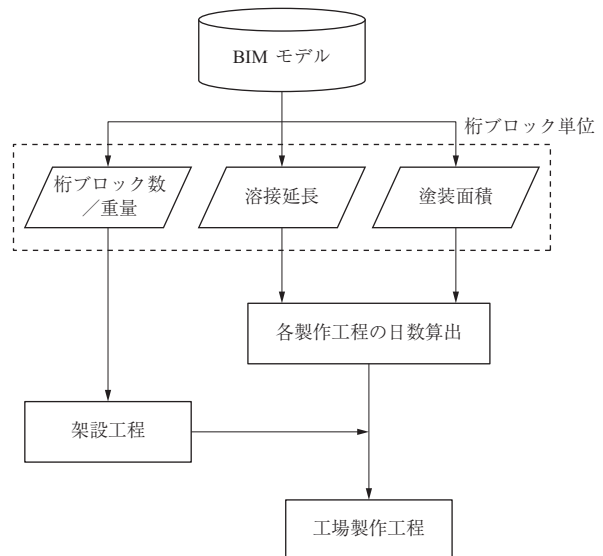 BIM モデル
桁ブロック単位
桁ブロック数
／重量
溶接延長
塗装面積
各製作工程の日数算出
架設工程
工場製作工程